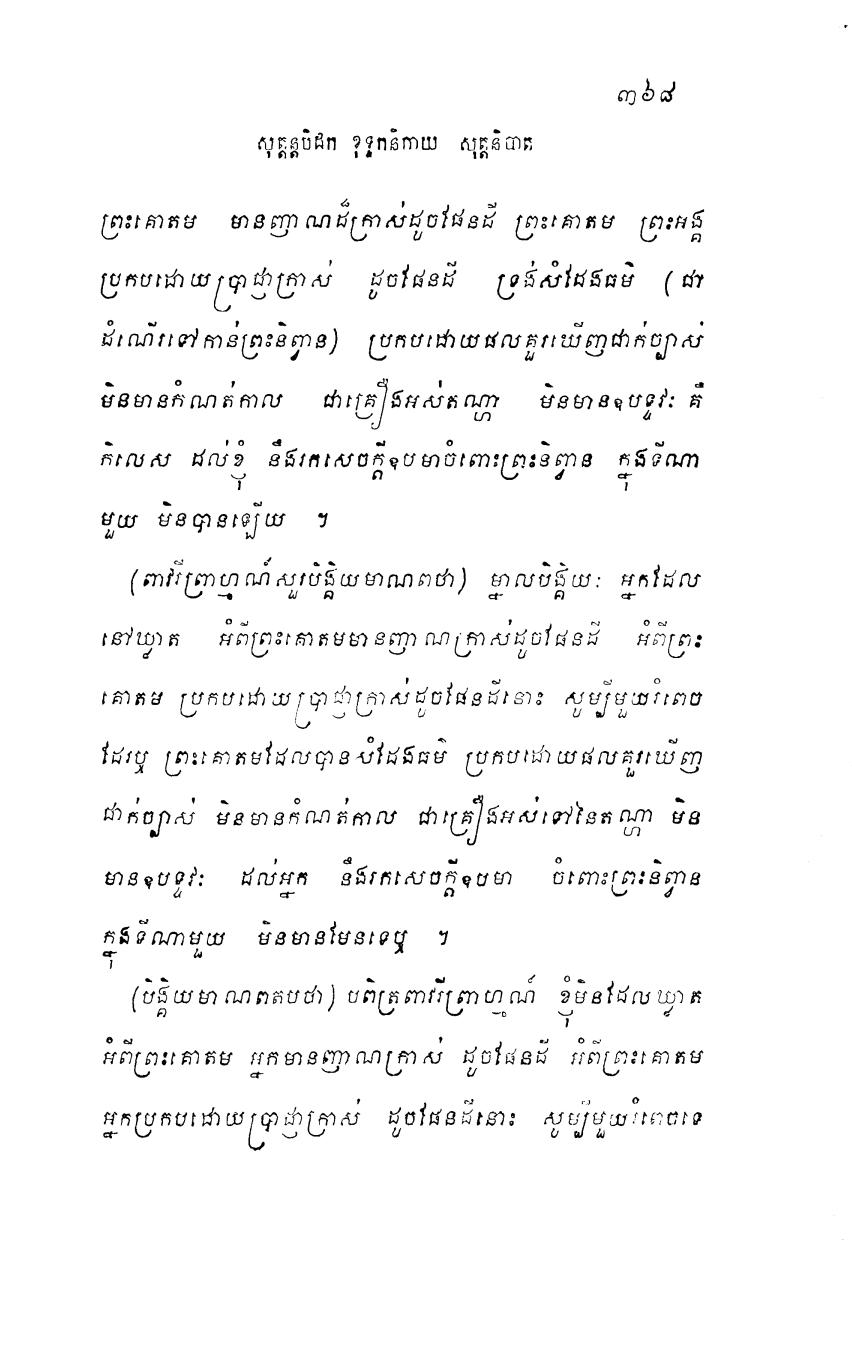 ៣៦៨
សុត្តន្តបិដក ខុទ្ទកនិកាយ សុត្តនិបាត
ព្រះគោតម មានញាណដ៏ក្រាស់ដូចផែនដី ព្រះគោតម ព្រះអង្គ
ប្រកបដោយប្រាជ្ញាក្រាស់ ដូចផែនដី ទ្រង់សំដែងធម៌ (ជា
ដំណើរទៅកាន់ព្រះនិព្វាន) ប្រកបដោយផលគួរឃើញជាក់ច្បាស់
មិនមានកំណត់កាល ជាគ្រឿងអស់តណ្ហា មិនមានឧបទ្ទវៈ គឺ
កិលេស ដល់ខ្ញុំ នឹងរកសេចក្តីឧបមាចំពោះព្រះនិព្វាន ក្នុងទីណា
មួយ មិនបានឡើយ ។
(ពាវរីព្រាហ្មណ៍សួរបិង្គិយមាណពថា) ម្នាលបិង្គិយៈ អ្នកដែល
នៅឃ្វាត អំពីព្រះគោតមមានញាណក្រាស់ដូចផែនដី អំពីព្រះ
គោតម ប្រកបដោយប្រាជ្ញាក្រាស់ដូចផែនដីនោះ សូម្បីមួយរំពេច
ដែរឬ ព្រះគោតមដែលបានសំដែងធម៌ ប្រកបដោយផលគួរឃើញ
ជាក់ច្បាស់ មិនមានកំណត់កាល ជាគ្រឿងអស់ទៅនៃតណ្ហា មិន
មានឧបទ្ទវៈ ដល់អ្នក នឹងរកសេចក្តីឧបមា ចំពោះព្រះនិព្វាន
ក្នុងទីណាមួយ មិនមានមែនទេឬ ។
(បិង្គិយមាណពតបថា) បពិត្រពាវរីព្រាហ្មណ៍ ខ្ញុំមិនដែលឃ្វាត
អំពីព្រះគោតម អ្នកមានញាណក្រាស់ ដូចផែនដី អំពីព្រះគោតម
អ្នកប្រកបដោយប្រាជ្ញាក្រាស់ ដូចផែនដីនោះ សូម្បីមួយរំពេចទេ